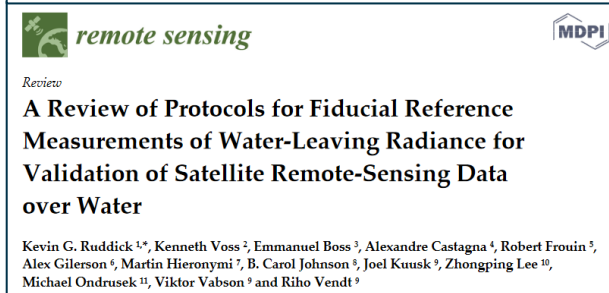 remote sensing
MDPI
Review
A Review of Protocols for Fiducial Reference
Measurements of Water-Leaving Radiance for
Validation of Satellite Remote-Sensing Data
over Water
Kevin G. Ruddick 1,*, Kenneth Voss 2, Emmanuel Boss 3, Alexandre Castagna 4, Robert Frouin 5,
Alex Gilerson 6, Martin Hieronymi 7, B. Carol Johnson 8, Joel Kuusk 9, Zhongping Lee 10,
Michael Ondrusek 11, Viktor Vabson 9 and Riho Vendt 9